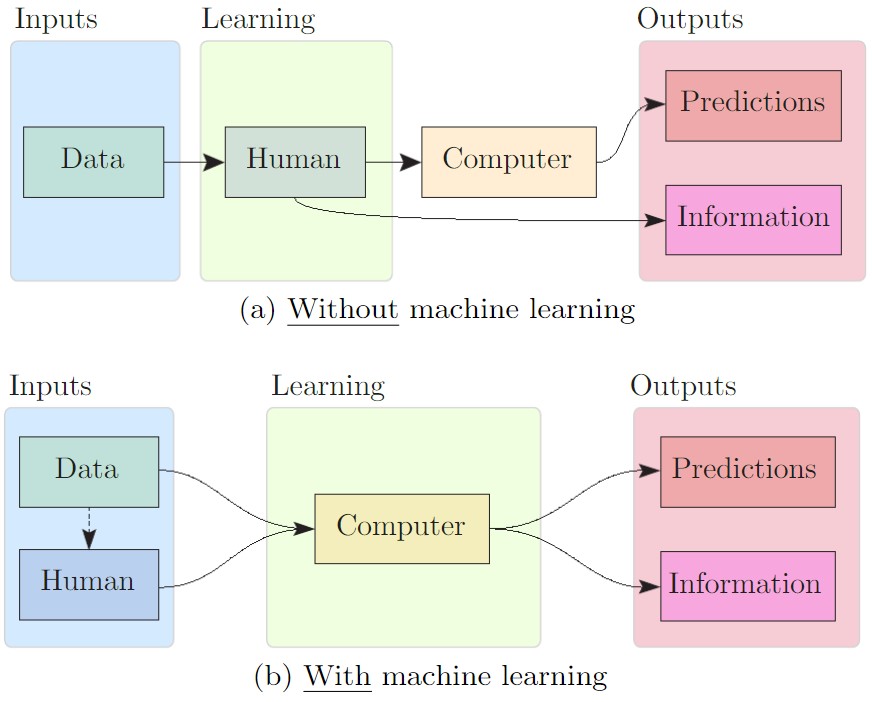 Inputs
Learning
Outputs
Data
Human
Computer
Predictions
Information
(a) Without machine learning
Inputs
Learning
Outputs
Data
Human
Computer
Predictions
Information
(b) With machine learning